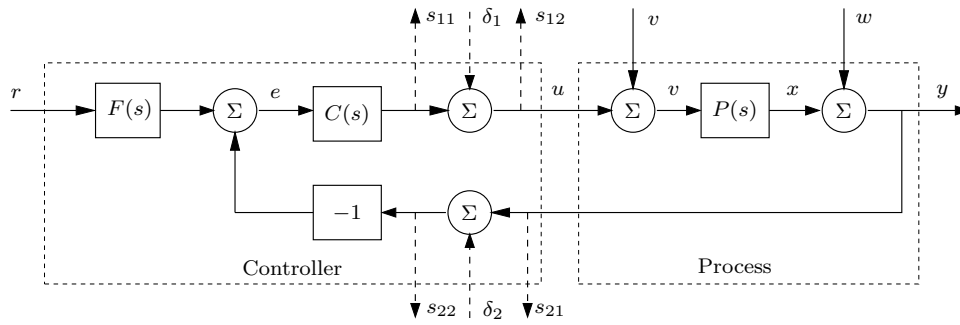 s11 δ1 s12 v w
r F(s) Σ e C(s) Σ u Σ v P(s) x Σ y
−1 Σ
Controller Process
s22 δ2 s21